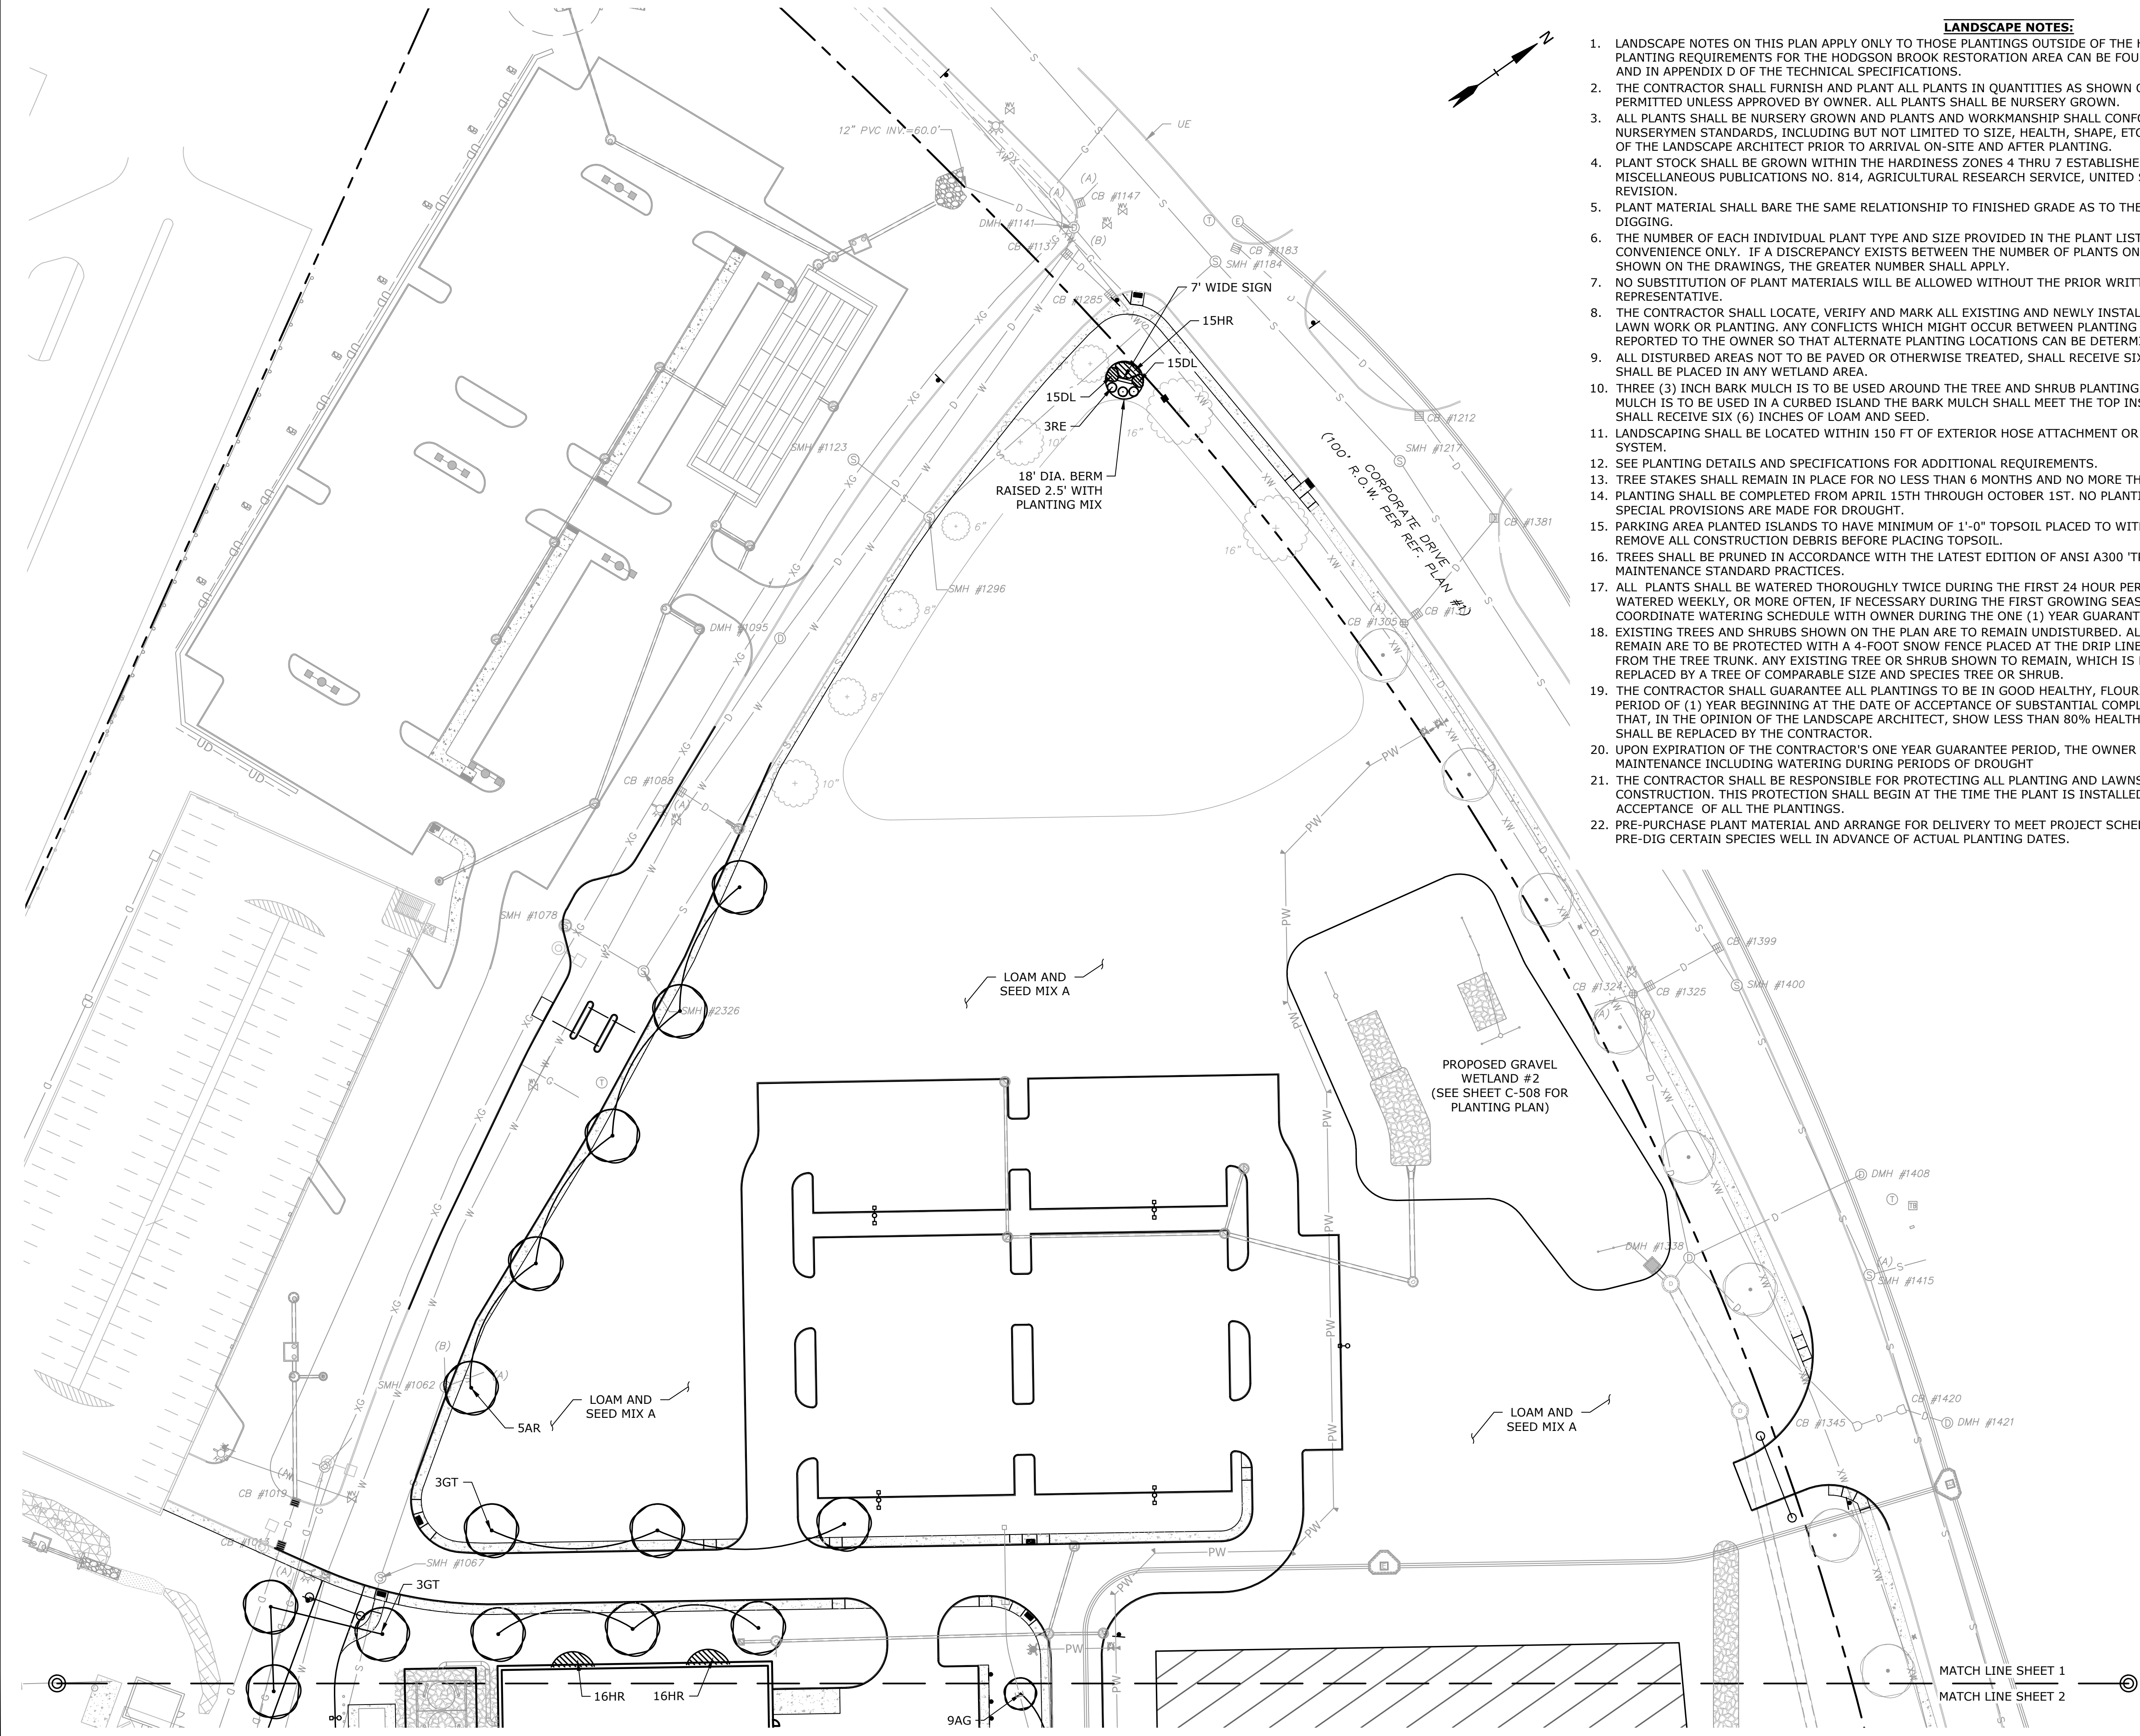 LANDSCAPE NOTES:
1. LANDSCAPE NOTES ON THIS PLAN APPLY ONLY TO THOSE PLANTINGS OUTSIDE OF THE
PLANTING REQUIREMENTS FOR THE HODGSON BROOK RESTORATION AREA CAN BE
AND IN APPENDIX D OF THE TECHNICAL SPECIFICATIONS.
2. THE CONTRACTOR SHALL FURNISH AND PLANT ALL PLANTS IN QUANTITIES AS SHOWN
PERMITTED UNLESS APPROVED BY OWNER. ALL PLANTS SHALL BE NURSERY GROWN.
3. ALL PLANTS SHALL BE NURSERY GROWN AND PLANTS AND WORKMANSHIP SHALL
NURSERYMEN STANDARDS, INCLUDING BUT NOT LIMITED TO SIZE, HEALTH, SHAPE,
OF THE LANDSCAPE ARCHITECT PRIOR TO ARRIVAL ON-SITE AND AFTER PLANTING.
4. PLANT STOCK SHALL BE GROWN WITHIN THE HARDINESS ZONES 4 THRU 7
MISCELLANEOUS PUBLICATIONS NO. 814, AGRICULTURAL RESEARCH SERVICE, UNITED
REVISION.
5. PLANT MATERIAL SHALL BARE THE SAME RELATIONSHIP TO FINISHED GRADE AS TO THE
DIGGING.
6. THE NUMBER OF EACH INDIVIDUAL PLANT TYPE AND SIZE PROVIDED IN THE PLANT LIST
CONVENIENCE ONLY. IF A DISCREPANCY EXISTS BETWEEN THE NUMBER OF PLANTS ON
SHOWN ON THE DRAWINGS, THE GREATER NUMBER SHALL APPLY.
7. NO SUBSTITUTION OF PLANT MATERIALS WILL BE ALLOWED WITHOUT THE PRIOR
REPRESENTATIVE.
8. THE CONTRACTOR SHALL LOCATE, VERIFY AND MARK ALL EXISTING AND NEWLY
LAWN WORK OR PLANTING. ANY CONFLICTS WHICH MIGHT OCCUR BETWEEN PLANTING
REPORTED TO THE OWNER SO THAT ALTERNATE PLANTING LOCATIONS CAN BE
9. ALL DISTURBED AREAS NOT TO BE PAVED OR OTHERWISE TREATED, SHALL RECEIVE SIX
SHALL BE PLACED IN ANY WETLAND AREA.
10. THREE (3) INCH BARK MULCH IS TO BE USED AROUND THE TREE AND SHRUB PLANTING
MULCH IS TO BE USED IN A CURBED ISLAND THE BARK MULCH SHALL MEET THE TOP
SHALL RECEIVE SIX (6) INCHES OF LOAM AND SEED.
11. LANDSCAPING SHALL BE LOCATED WITHIN 150 FT OF EXTERIOR HOSE ATTACHMENT OR
SYSTEM.
12. SEE PLANTING DETAILS AND SPECIFICATIONS FOR ADDITIONAL REQUIREMENTS.
13. TREE STAKES SHALL REMAIN IN PLACE FOR NO LESS THAN 6 MONTHS AND NO MORE
14. PLANTING SHALL BE COMPLETED FROM APRIL 15TH THROUGH OCTOBER 1ST. NO
SPECIAL PROVISIONS ARE MADE FOR DROUGHT.
15. PARKING AREA PLANTED ISLANDS TO HAVE MINIMUM OF 1'-0" TOPSOIL PLACED TO
REMOVE ALL CONSTRUCTION DEBRIS BEFORE PLACING TOPSOIL.
16. TREES SHALL BE PRUNED IN ACCORDANCE WITH THE LATEST EDITION OF ANSI A300
MAINTENANCE STANDARD PRACTICES.
17. ALL PLANTS SHALL BE WATERED THOROUGHLY TWICE DURING THE FIRST 24 HOUR
WATERED WEEKLY, OR MORE OFTEN, IF NECESSARY DURING THE FIRST GROWING
COORDINATE WATERING SCHEDULE WITH OWNER DURING THE ONE (1) YEAR
18. EXISTING TREES AND SHRUBS SHOWN ON THE PLAN ARE TO REMAIN UNDISTURBED.
REMAIN ARE TO BE PROTECTED WITH A 4-FOOT SNOW FENCE PLACED AT THE DRIP LINE
FROM THE TREE TRUNK. ANY EXISTING TREE OR SHRUB SHOWN TO REMAIN, WHICH IS
REPLACED BY A TREE OF COMPARABLE SIZE AND SPECIES TREE OR SHRUB.
19. THE CONTRACTOR SHALL GUARANTEE ALL PLANTINGS TO BE IN GOOD HEALTHY,
PERIOD OF (1) YEAR BEGINNING AT THE DATE OF ACCEPTANCE OF SUBSTANTIAL
THAT, IN THE OPINION OF THE LANDSCAPE ARCHITECT, SHOW LESS THAN 80%
SHALL BE REPLACED BY THE CONTRACTOR.
20. UPON EXPIRATION OF THE CONTRACTOR'S ONE YEAR GUARANTEE PERIOD, THE OWNER
MAINTENANCE INCLUDING WATERING DURING PERIODS OF DROUGHT
21. THE CONTRACTOR SHALL BE RESPONSIBLE FOR PROTECTING ALL PLANTING AND
CONSTRUCTION. THIS PROTECTION SHALL BEGIN AT THE TIME THE PLANT IS
ACCEPTANCE OF ALL THE PLANTINGS.
22. PRE-PURCHASE PLANT MATERIAL AND ARRANGE FOR DELIVERY TO MEET PROJECT
PRE-DIG CERTAIN SPECIES WELL IN ADVANCE OF ACTUAL PLANTING DATES.
N
UE
12" PVC INV.=60.0'
(A)
(A)
CB #1147
DMH #1141
(B)
CB #1137
CB #1183
SMH #1184
7' WIDE SIGN
CB #1285
15HR
15DL
15DL
3RE
10"
16"
CB #1212
SMH #1217
SMH #1123
18' DIA. BERM
RAISED 2.5' WITH
PLANTING MIX
CORPORATE DRIVE
(100' R.O.W. PER REF. PLAN #1)
6"
16"
CB #1381
SMH #1296
8"
(A)
CB #1305
DMH #1095
8"
10"
CB #1088
(A)
SMH #1078
SMH #2326
LOAM AND
SEED MIX A
CB #1399
CB #1324
CB #1325
SMH #1400
(A)
(B)
PROPOSED GRAVEL
WETLAND #2
(SEE SHEET C-508 FOR
PLANTING PLAN)
DMH #1408
DMH #1338
(A)
SMH #1415
(B)
(A)
SMH #1062
5AR
LOAM AND
SEED MIX A
LOAM AND
SEED MIX A
CB #1420
CB #1345
DMH #1421
3GT
CB #1019
SMH #1067
(A)
3GT
16HR
16HR
9AG
MATCH LINE SHEET 1
MATCH LINE SHEET 2
UD
UD
XG
XG
XW
XW
PW
PW
PW
PW